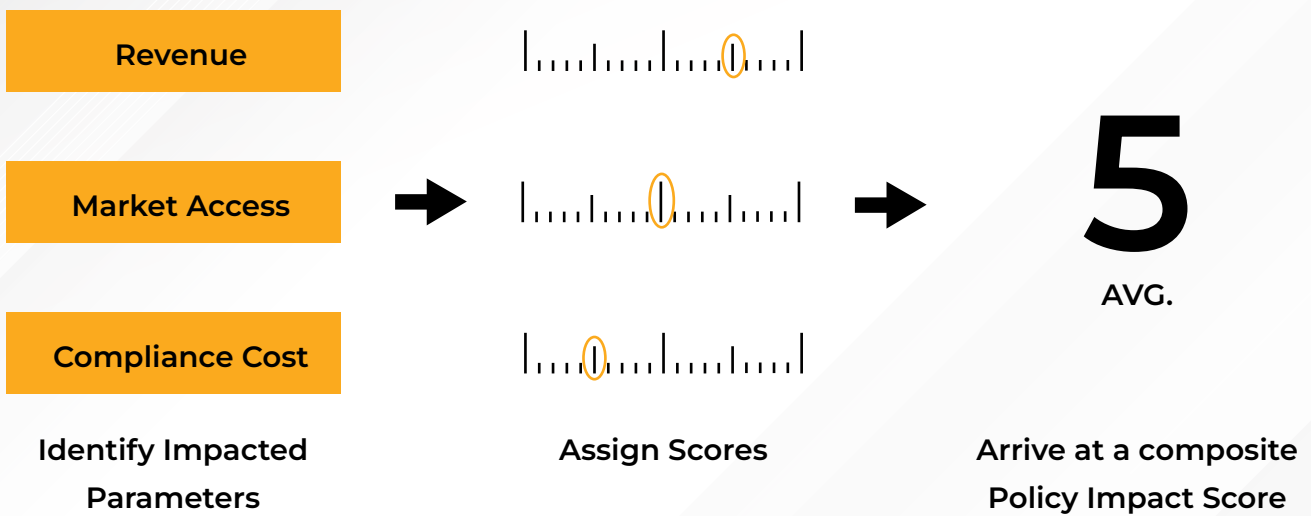 Revenue
Market Access
Compliance Cost
5
AVG.
Identify Impacted
Parameters
Assign Scores
Arrive at a composite
Policy Impact Score